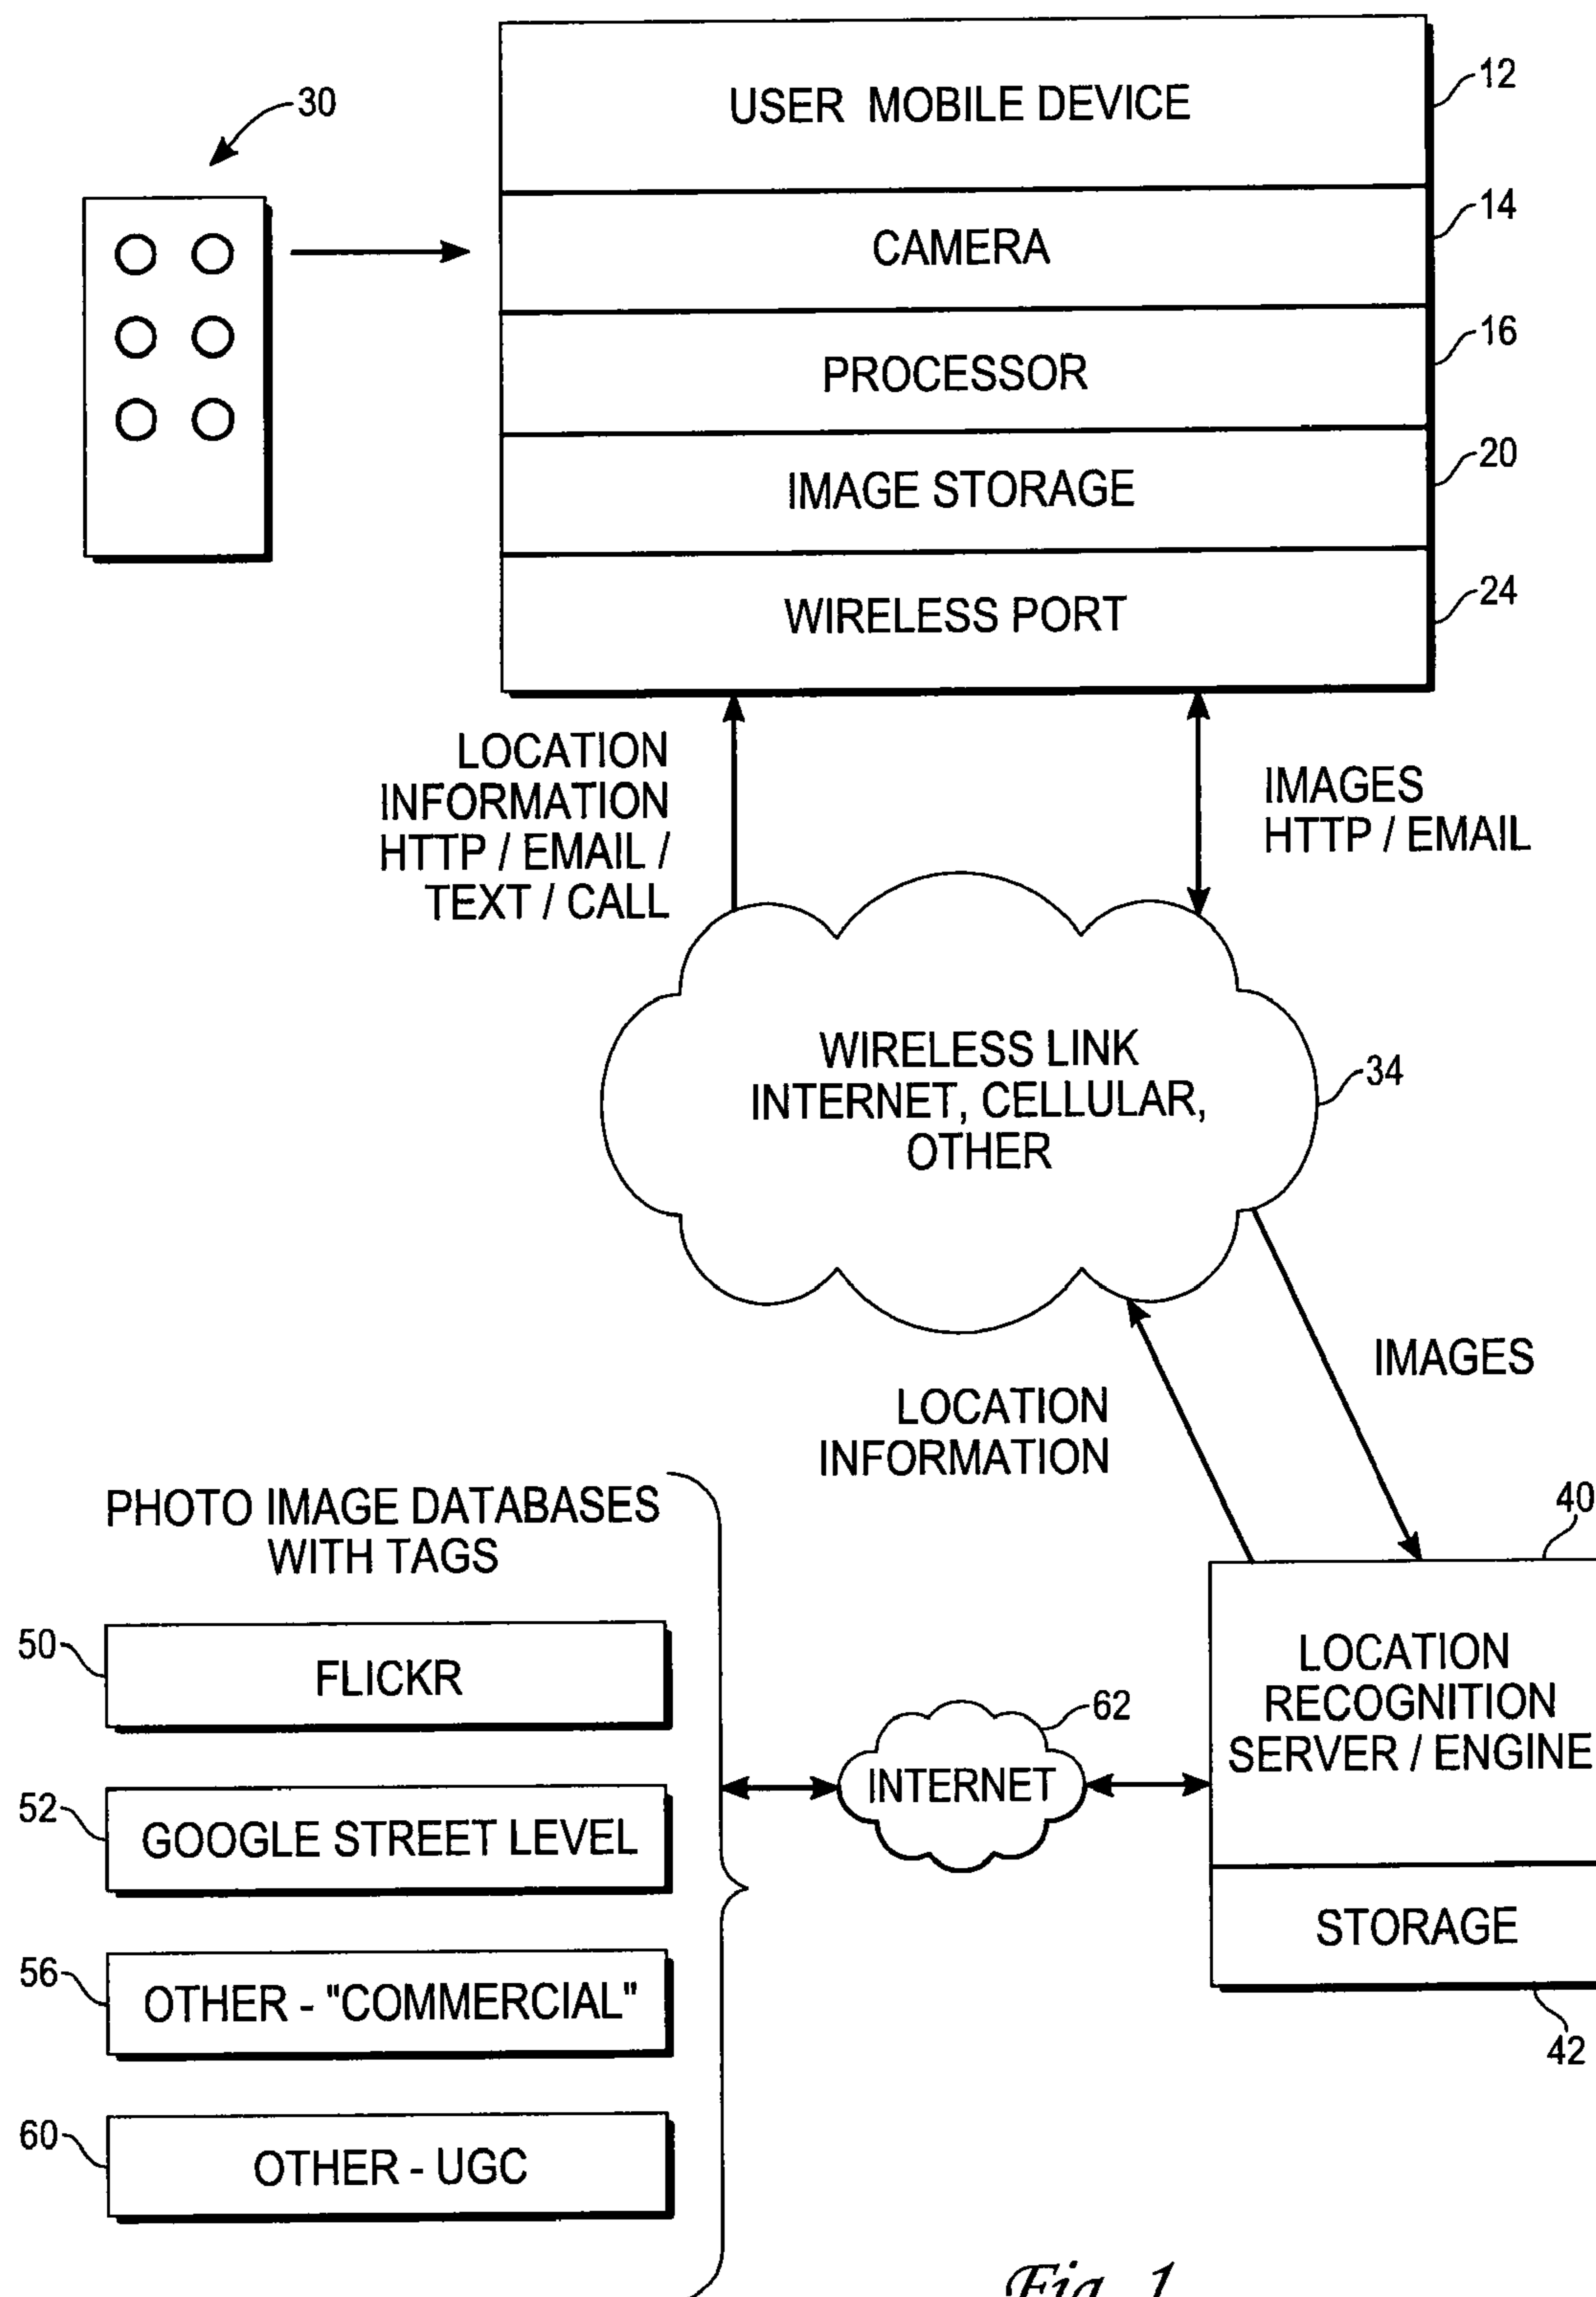 30
USER MOBILE DEVICE
12
CAMERA
14
PROCESSOR
16
IMAGE STORAGE
20
WIRELESS PORT
24
LOCATION
INFORMATION
HTTP / EMAIL /
TEXT / CALL
IMAGES
HTTP / EMAIL
WIRELESS LINK
INTERNET, CELLULAR,
OTHER
34
IMAGES
LOCATION
INFORMATION
PHOTO IMAGE DATABASES
WITH TAGS
50
FLICKR
52
GOOGLE STREET LEVEL
56
OTHER - "COMMERCIAL"
60
OTHER - UGC
62
INTERNET
40
LOCATION
RECOGNITION
SERVER / ENGINE
STORAGE
42
Fig. 1